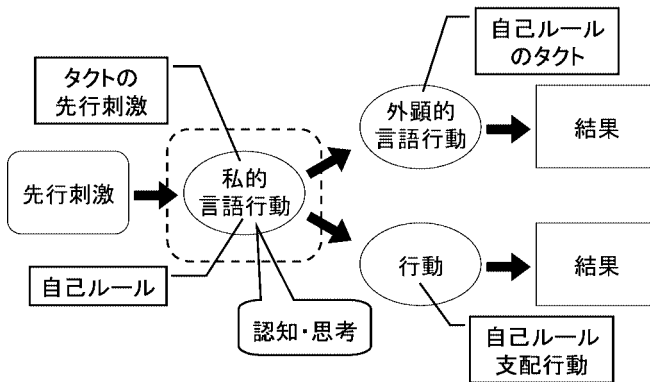 自己ルール
のタクト
タクトの
先行刺激
外顕的
言語行動
結果
先行刺激
私的
言語行動
行動
結果
自己ルール
認知・思考
自己ルール
支配行動